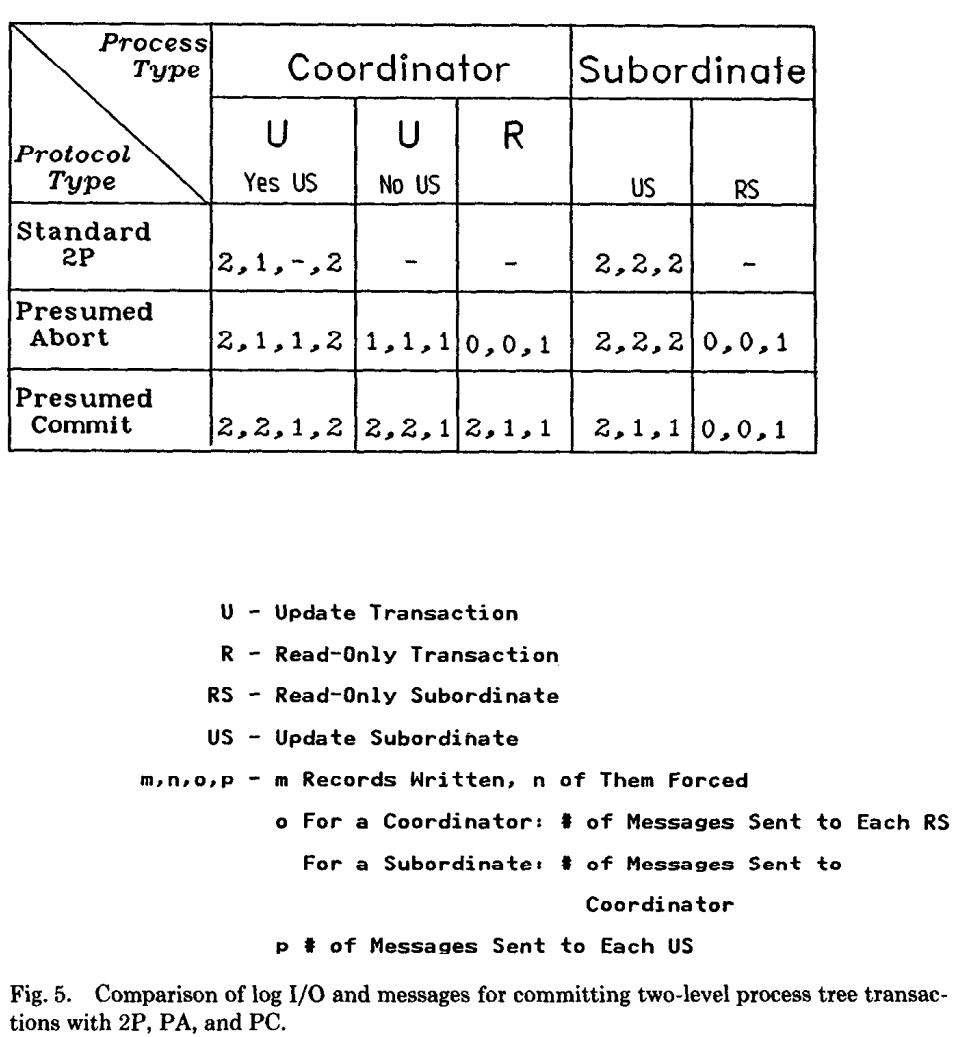 Process Type
Coordinator
Subordinate
Protocol Type
U Yes US
U No US
R
US
RS
Standard 2P
2,1,-,2
-
-
2,2,2
-
Presumed Abort
2,1,1,2
1,1,1
0,0,1
2,2,2
0,0,1
Presumed Commit
2,2,1,2
2,2,1
2,1,1
2,1,1
0,0,1
U - Update Transaction
R - Read-Only Transaction
RS - Read-Only Subordinate
US - Update Subordinate
m,n,o,p - m Records Written, n of Them Forced
o For a Coordinator: # of Messages Sent to Each RS
For a Subordinate: # of Messages Sent to
Coordinator
p # of Messages Sent to Each US
Fig. 5. Comparison of log I/O and messages for committing two-level process tree transac-
tions with 2P, PA, and PC.